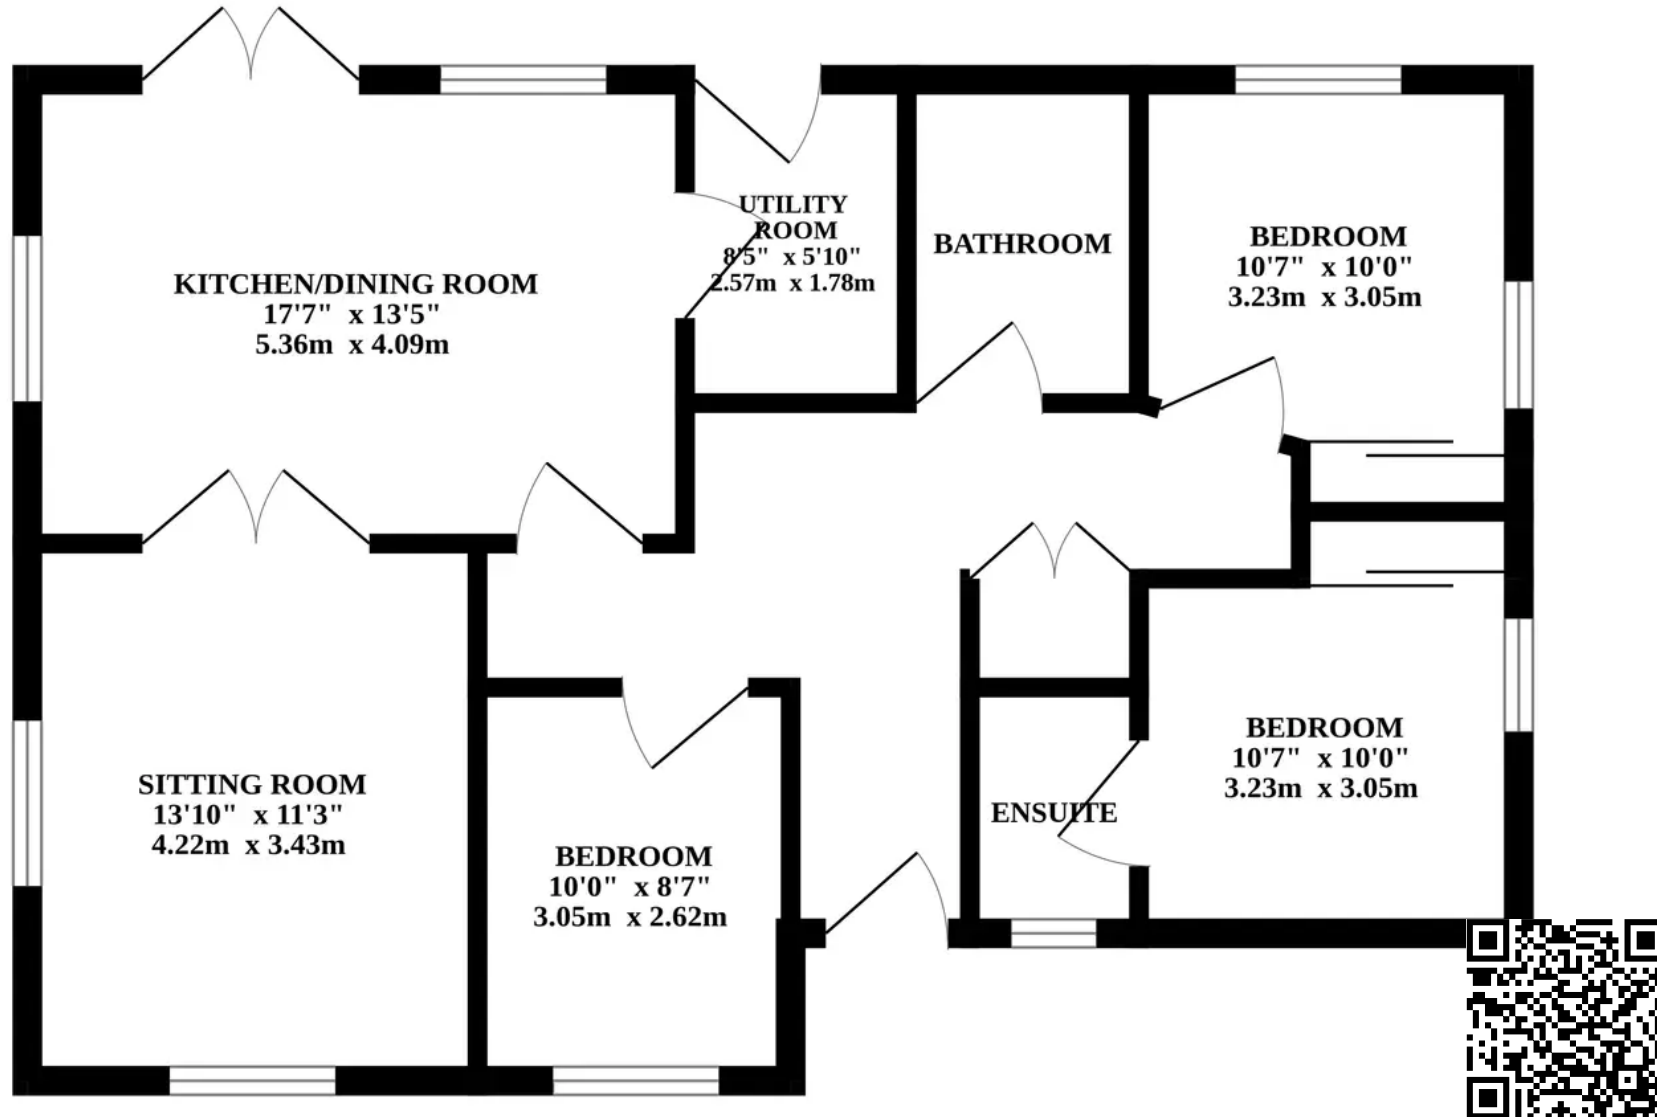 UTILITY
ROOM
8'5" x 5'10"
2.57m x 1.78m
BATHROOM
BEDROOM
10'7" x 10'0"
3.23m x 3.05m
KITCHEN/DINING ROOM
17'7" x 13'5"
5.36m x 4.09m
SITTING ROOM
13'10" x 11'3"
4.22m x 3.43m
BEDROOM
10'0" x 8'7"
3.05m x 2.62m
ENSUITE
BEDROOM
10'7" x 10'0"
3.23m x 3.05m